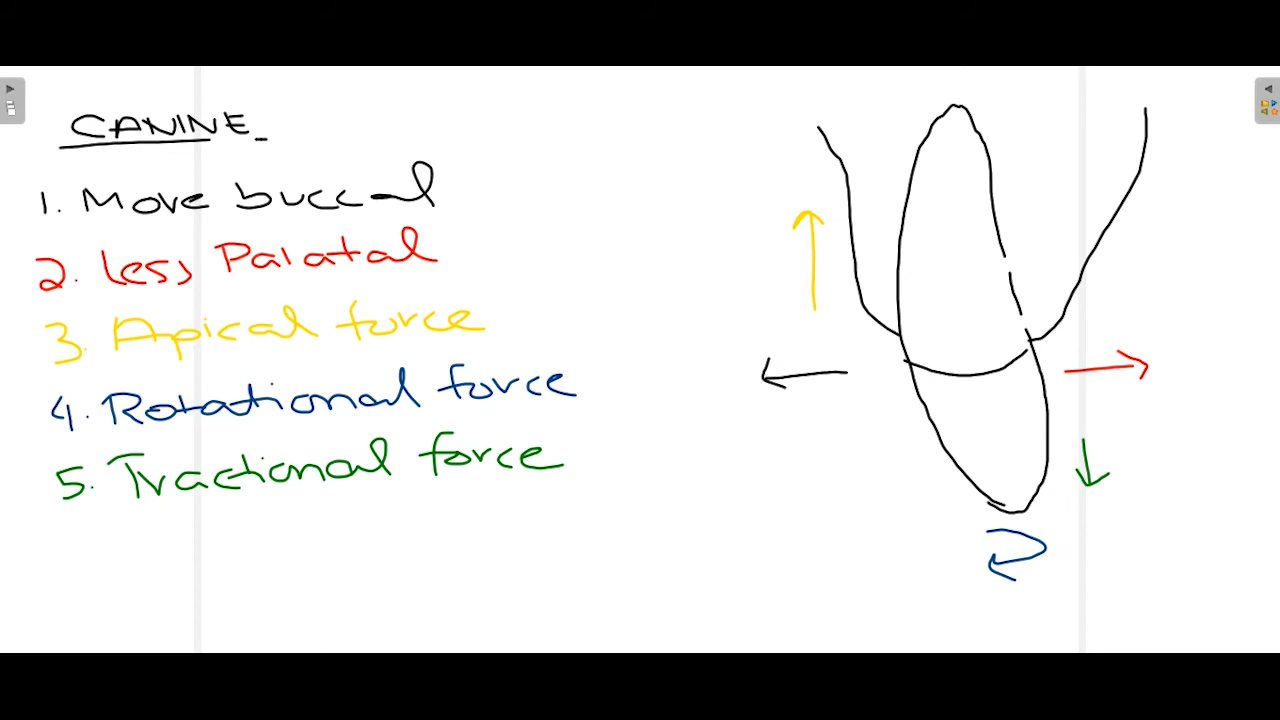 CANINE
1. Move buccal
2. Less Palatal
3. Apical force
4. Rotational force
5. Tractional force